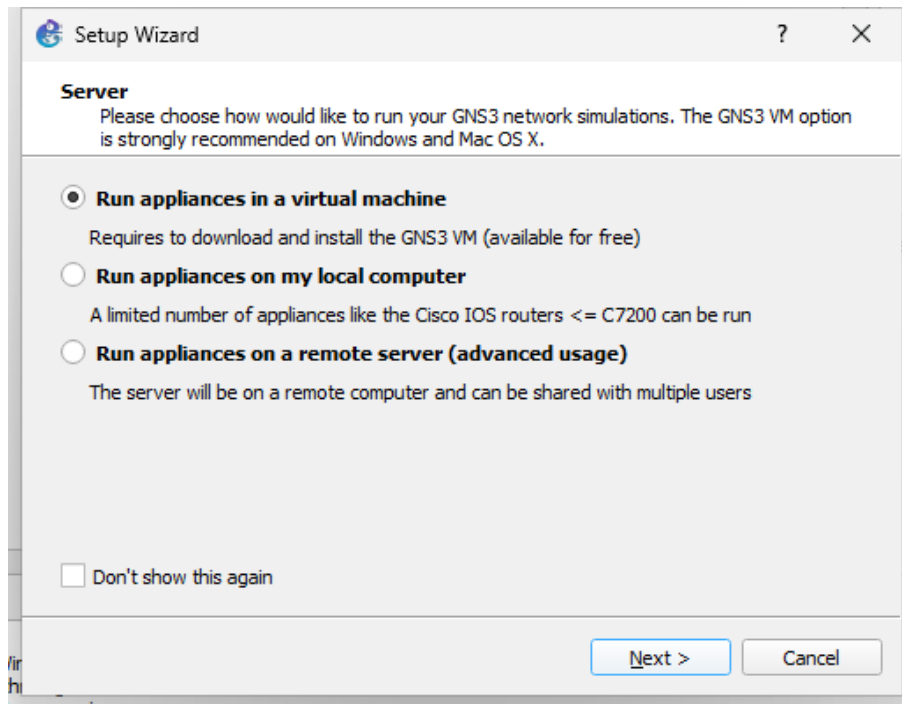 Setup Wizard
?
Server
Please choose how would like to run your GNS3 network simulations. The GNS3 VM option
is strongly recommended on Windows and Mac OS X.
Run appliances in a virtual machine
Requires to download and install the GNS3 VM (available for free)
Run appliances on my local computer
A limited number of appliances like the Cisco IOS routers <= C7200 can be run
Run appliances on a remote server (advanced usage)
The server will be on a remote computer and can be shared with multiple users
Don't show this again
Next >
Cancel